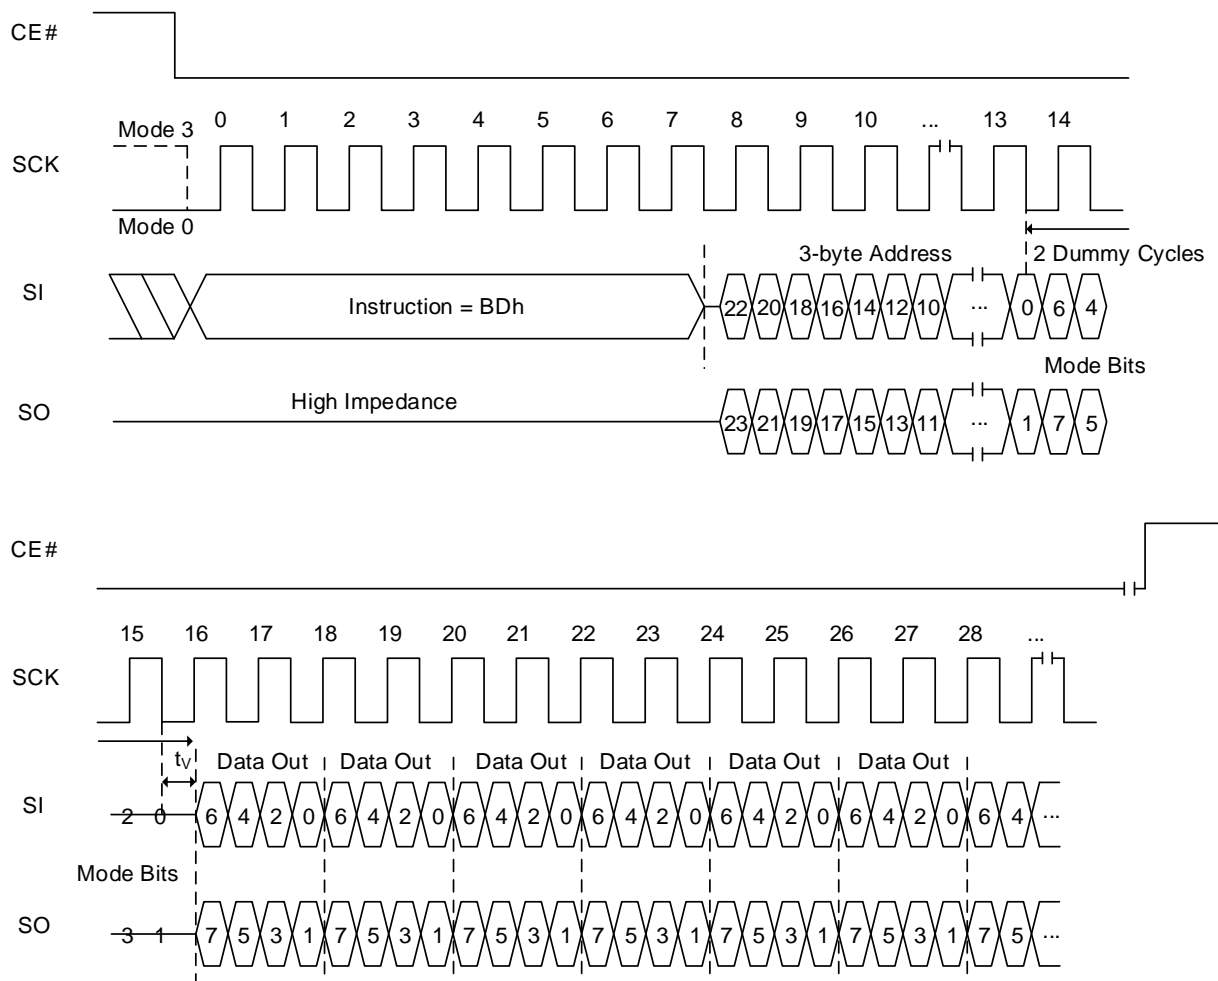 CE#
0 1 2 3 4 5 6 7 8 9 10 ... 13 14
Mode 3
SCK
Mode 0
3-byte Address 2 Dummy Cycles
SI Instruction = BDh 22 20 18 16 14 12 10 ... 0 6 4
Mode Bits
High Impedance
SO 23 21 19 17 15 13 11 ... 1 7 5
CE#
15 16 17 18 19 20 21 22 23 24 25 26 27 28 ...
SCK
tV Data Out Data Out Data Out Data Out Data Out Data Out
SI 2 0 6 4 2 0 6 4 2 0 6 4 2 0 6 4 2 0 6 4 2 0 6 4 2 0 6 4 ...
Mode Bits
SO 3 1 7 5 3 1 7 5 3 1 7 5 3 1 7 5 3 1 7 5 3 1 7 5 3 1 7 5 ...